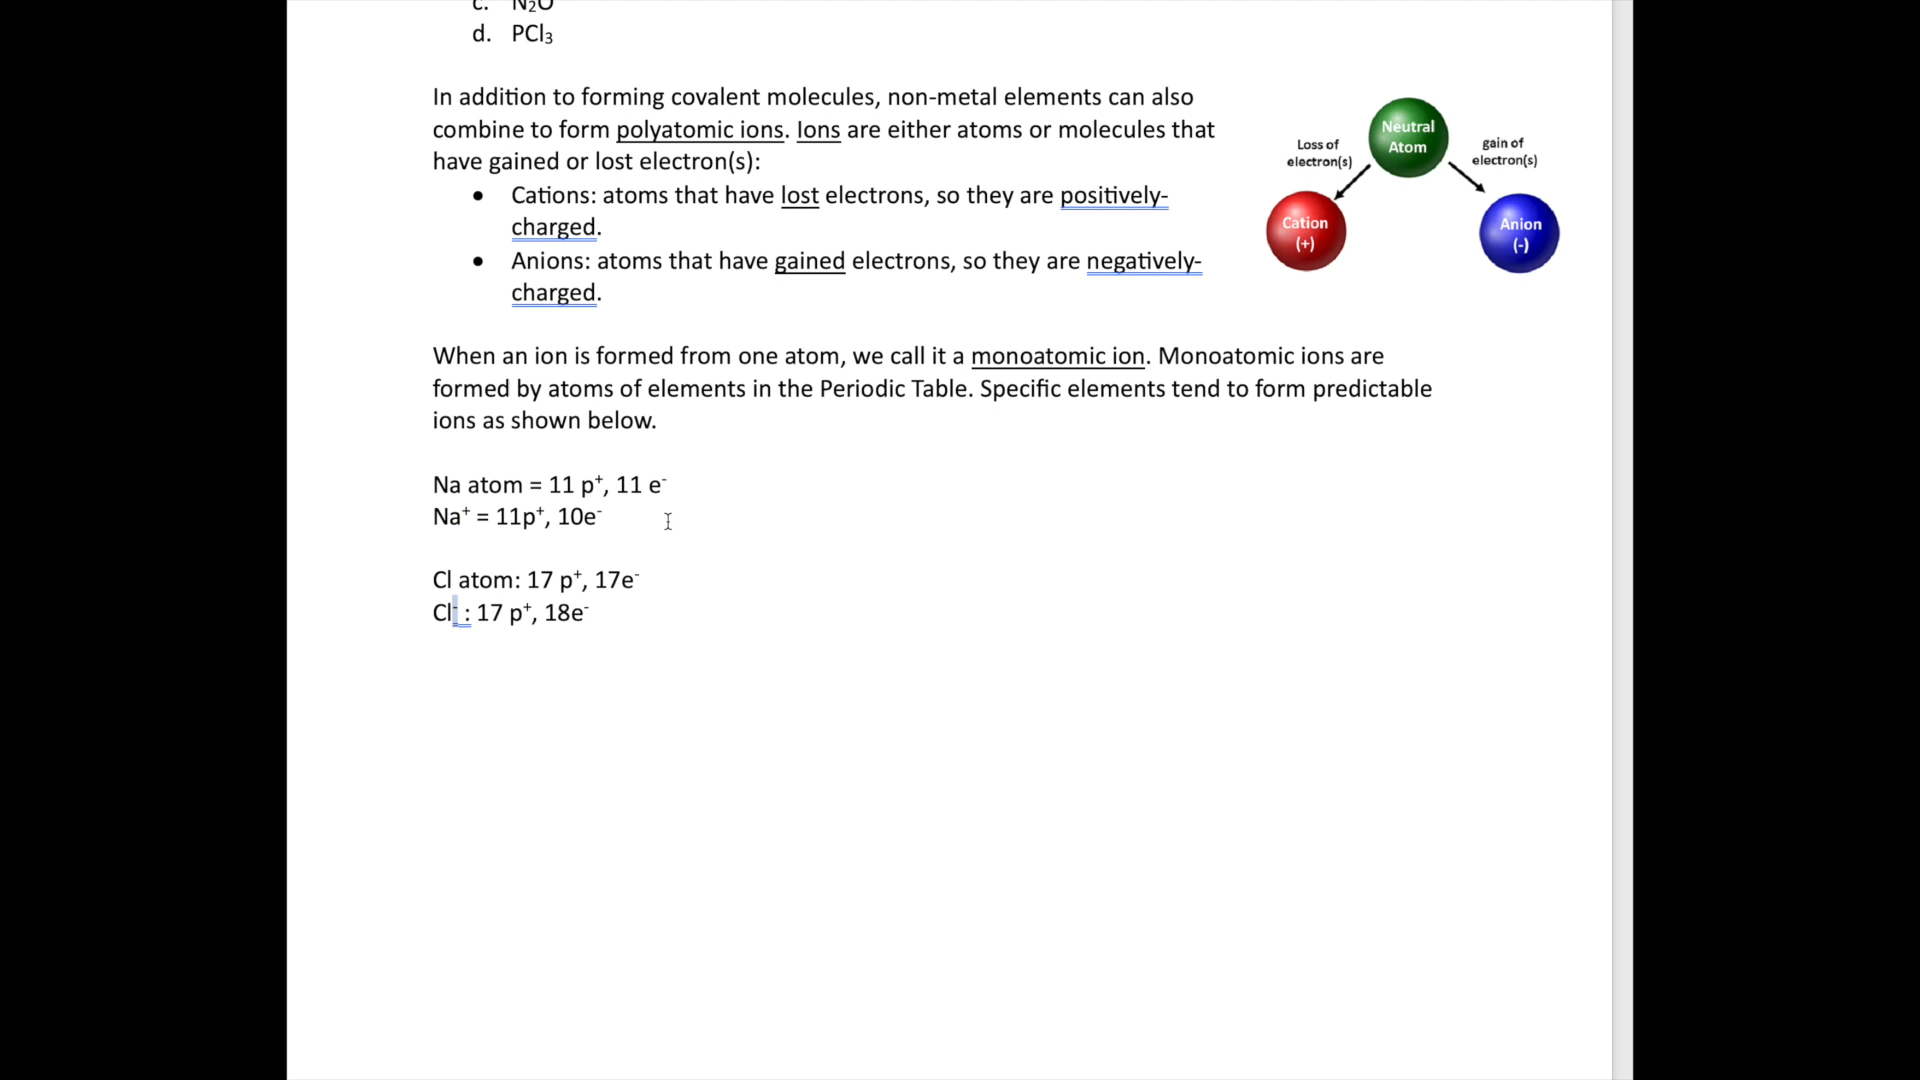 c. N₂O
d. PCl₃
In addition to forming covalent molecules, non-metal elements can also
combine to form polyatomic ions. Ions are either atoms or molecules that
have gained or lost electron(s):
• Cations: atoms that have lost electrons, so they are positively-
charged.
• Anions: atoms that have gained electrons, so they are negatively-
charged.
Neutral
Atom
Loss of
electron(s)
gain of
electron(s)
Cation
(+)
Anion
(-)
When an ion is formed from one atom, we call it a monoatomic ion. Monoatomic ions are
formed by atoms of elements in the Periodic Table. Specific elements tend to form predictable
ions as shown below.
Na atom = 11 p⁺, 11 e⁻
Na⁺ = 11p⁺, 10e⁻
Cl atom: 17 p⁺, 17e⁻
Cl⁻ : 17 p⁺, 18e⁻